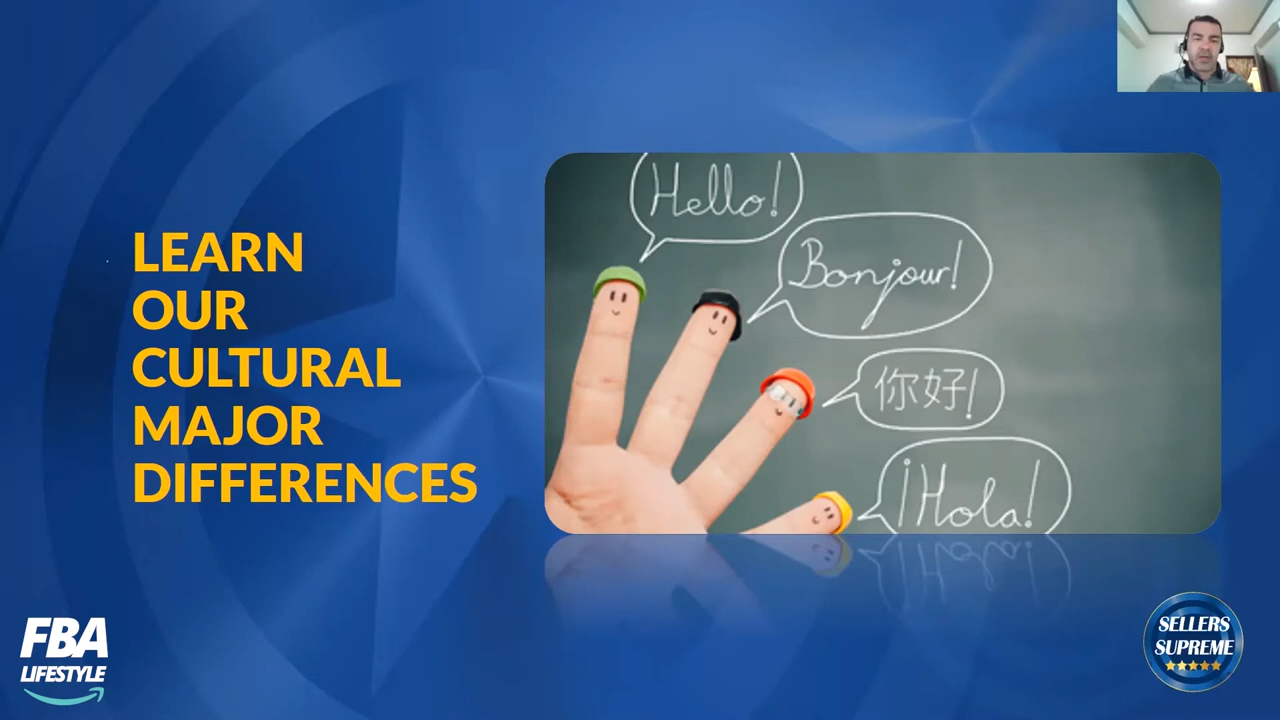 LEARN
OUR
CULTURAL
MAJOR
DIFFERENCES
Hello!
Bonjour!
你好!
¡Hola!
FBA
LIFESTYLE
SELLERS
SUPREME